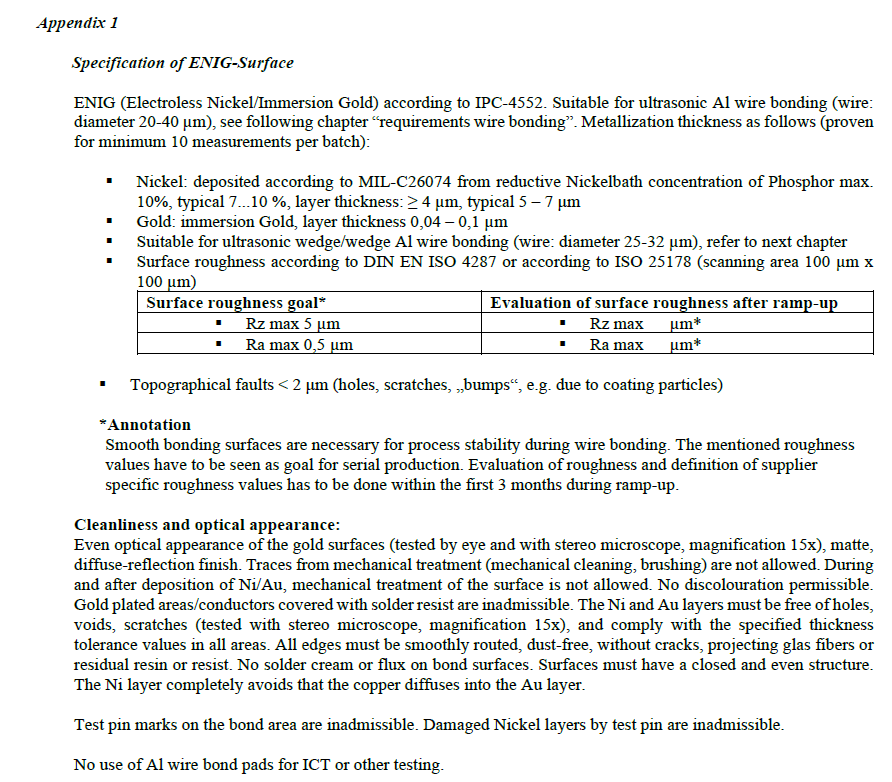 Appendix 1
Specification of ENIG-Surface
ENIG (Electroless Nickel/Immersion Gold) according to IPC-4552. Suitable for ultrasonic Al wire bonding (wire:
diameter 20-40 µm), see following chapter “requirements wire bonding”. Metallization thickness as follows (proven
for minimum 10 measurements per batch):
▪ Nickel: deposited according to MIL-C26074 from reductive Nickelbath concentration of Phosphor max.
10%, typical 7...10 %, layer thickness: ≥ 4 µm, typical 5 – 7 µm
▪ Gold: immersion Gold, layer thickness 0,04 – 0,1 µm
▪ Suitable for ultrasonic wedge/wedge Al wire bonding (wire: diameter 25-32 µm), refer to next chapter
▪ Surface roughness according to DIN EN ISO 4287 or according to ISO 25178 (scanning area 100 µm x
100 µm)
Surface roughness goal* Evaluation of surface roughness after ramp-up
▪ Rz max 5 µm ▪ Rz max µm*
▪ Ra max 0,5 µm ▪ Ra max µm*
▪ Topographical faults < 2 µm (holes, scratches, „bumps“, e.g. due to coating particles)
*Annotation
Smooth bonding surfaces are necessary for process stability during wire bonding. The mentioned roughness
values have to be seen as goal for serial production. Evaluation of roughness and definition of supplier
specific roughness values has to be done within the first 3 months during ramp-up.
Cleanliness and optical appearance:
Even optical appearance of the gold surfaces (tested by eye and with stereo microscope, magnification 15x), matte,
diffuse-reflection finish. Traces from mechanical treatment (mechanical cleaning, brushing) are not allowed. During
and after deposition of Ni/Au, mechanical treatment of the surface is not allowed. No discolouration permissible.
Gold plated areas/conductors covered with solder resist are inadmissible. The Ni and Au layers must be free of holes,
voids, scratches (tested with stereo microscope, magnification 15x), and comply with the specified thickness
tolerance values in all areas. All edges must be smoothly routed, dust-free, without cracks, projecting glas fibers or
residual resin or resist. No solder cream or flux on bond surfaces. Surfaces must have a closed and even structure.
The Ni layer completely avoids that the copper diffuses into the Au layer.
Test pin marks on the bond area are inadmissible. Damaged Nickel layers by test pin are inadmissible.
No use of Al wire bond pads for ICT or other testing.